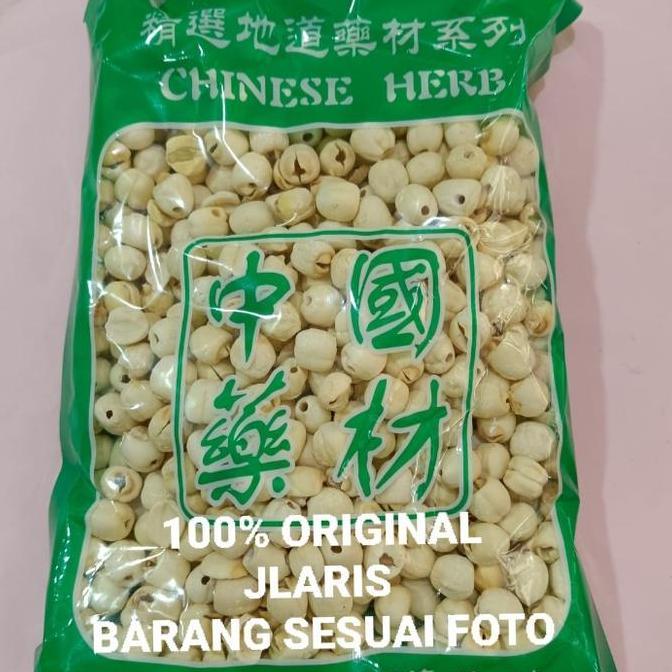 精選地道藥材系列
CHINESE HERB
中國
藥材
100% ORIGINAL
JLARIS
BARANG SESUAI FOTO